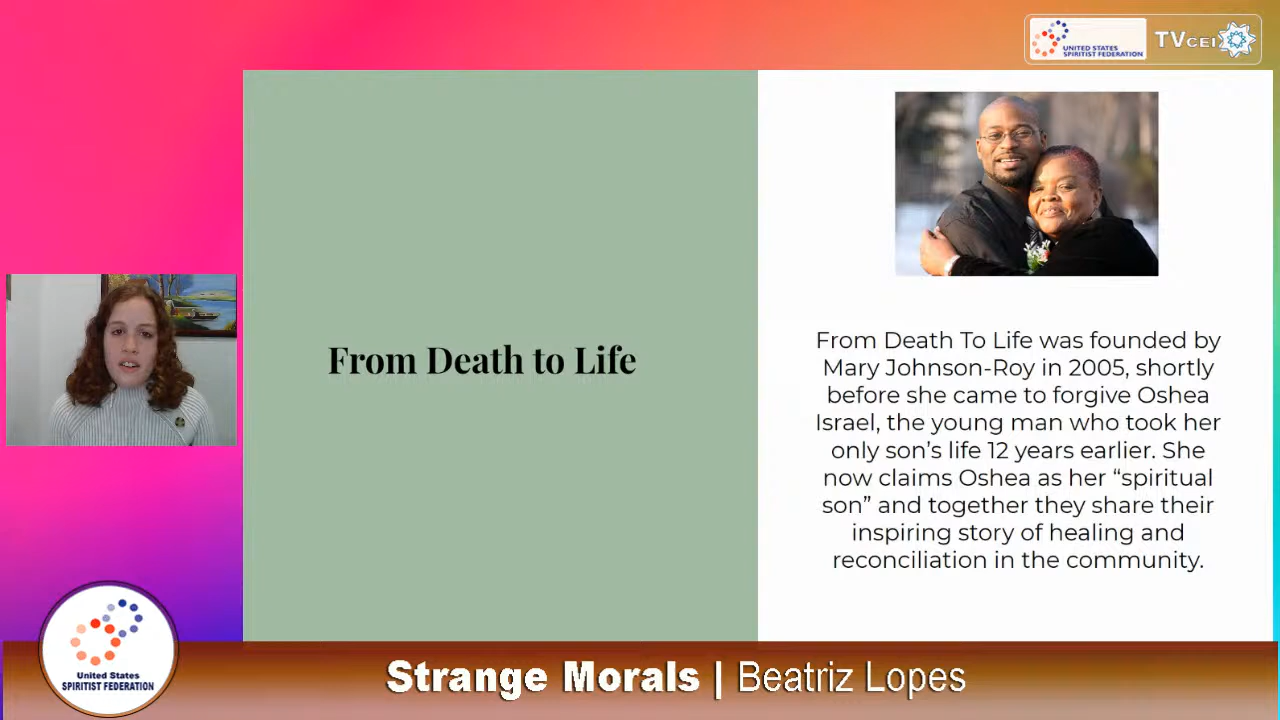 UNITED STATES
SPIRITIST FEDERATION
TVCEI
From Death to Life
From Death To Life was founded by
Mary Johnson-Roy in 2005, shortly
before she came to forgive Oshea
Israel, the young man who took her
only son's life 12 years earlier. She
now claims Oshea as her “spiritual
son” and together they share their
inspiring story of healing and
reconciliation in the community.
United States
SPIRITIST FEDERATION
Strange Morals | Beatriz Lopes